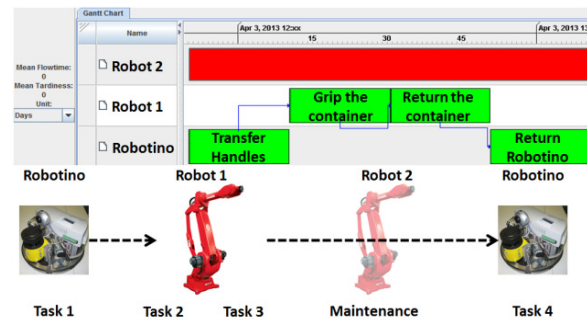 Gantt Chart
Name
Apr 3, 2013 12:xx
Apr 3, 2013 13
15
30
45
Mean Flowtime:
0
Mean Tardiness:
0
Unit:
Days
Robot 2
Robot 1
Grip the
container
Return the
container
Robotino
Transfer
Handles
Return
Robotino
Robotino
Robot 1
Robot 2
Robotino
Task 1
Task 2
Task 3
Maintenance
Task 4